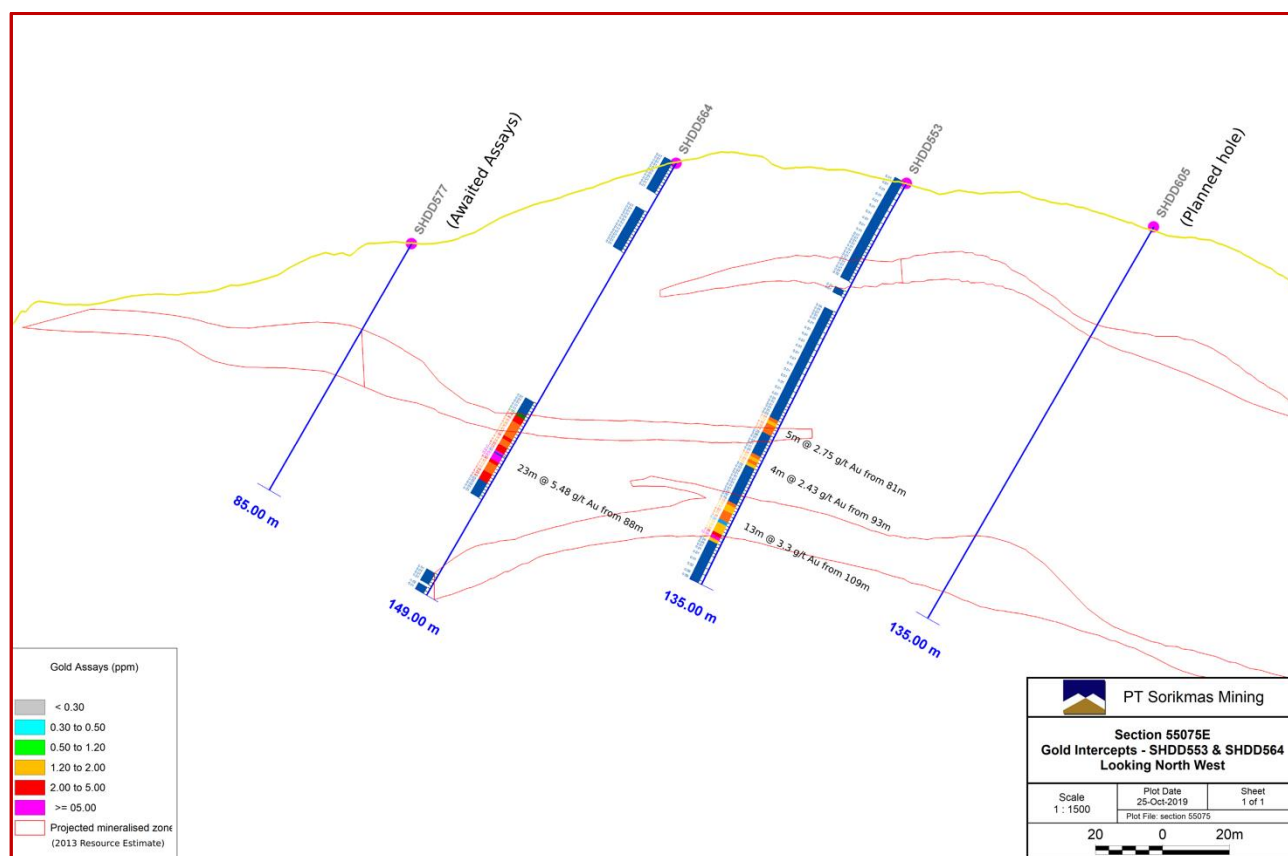 SHDD577
(Awaited Assays)
SHDD564
SHDD553
SHDD605
(Planned hole)
5m @ 2.75 g/t Au from 81m
4m @ 2.43 g/t Au from 93m
23m @ 5.48 g/t Au from 88m
13m @ 3.3 g/t Au from 109m
85.00 m
149.00 m
135.00 m
135.00 m
Gold Assays (ppm)
< 0.30
0.30 to 0.50
0.50 to 1.20
1.20 to 2.00
2.00 to 5.00
>= 05.00
Projected mineralised zone
(2013 Resource Estimate)
PT Sorikmas Mining
Section 55075E
Gold Intercepts - SHDD553 & SHDD564
Looking North West
Scale
1 : 1500
Plot Date
25-Oct-2019
Sheet
1 of 1
Plot File: section 55075
20 0 20m